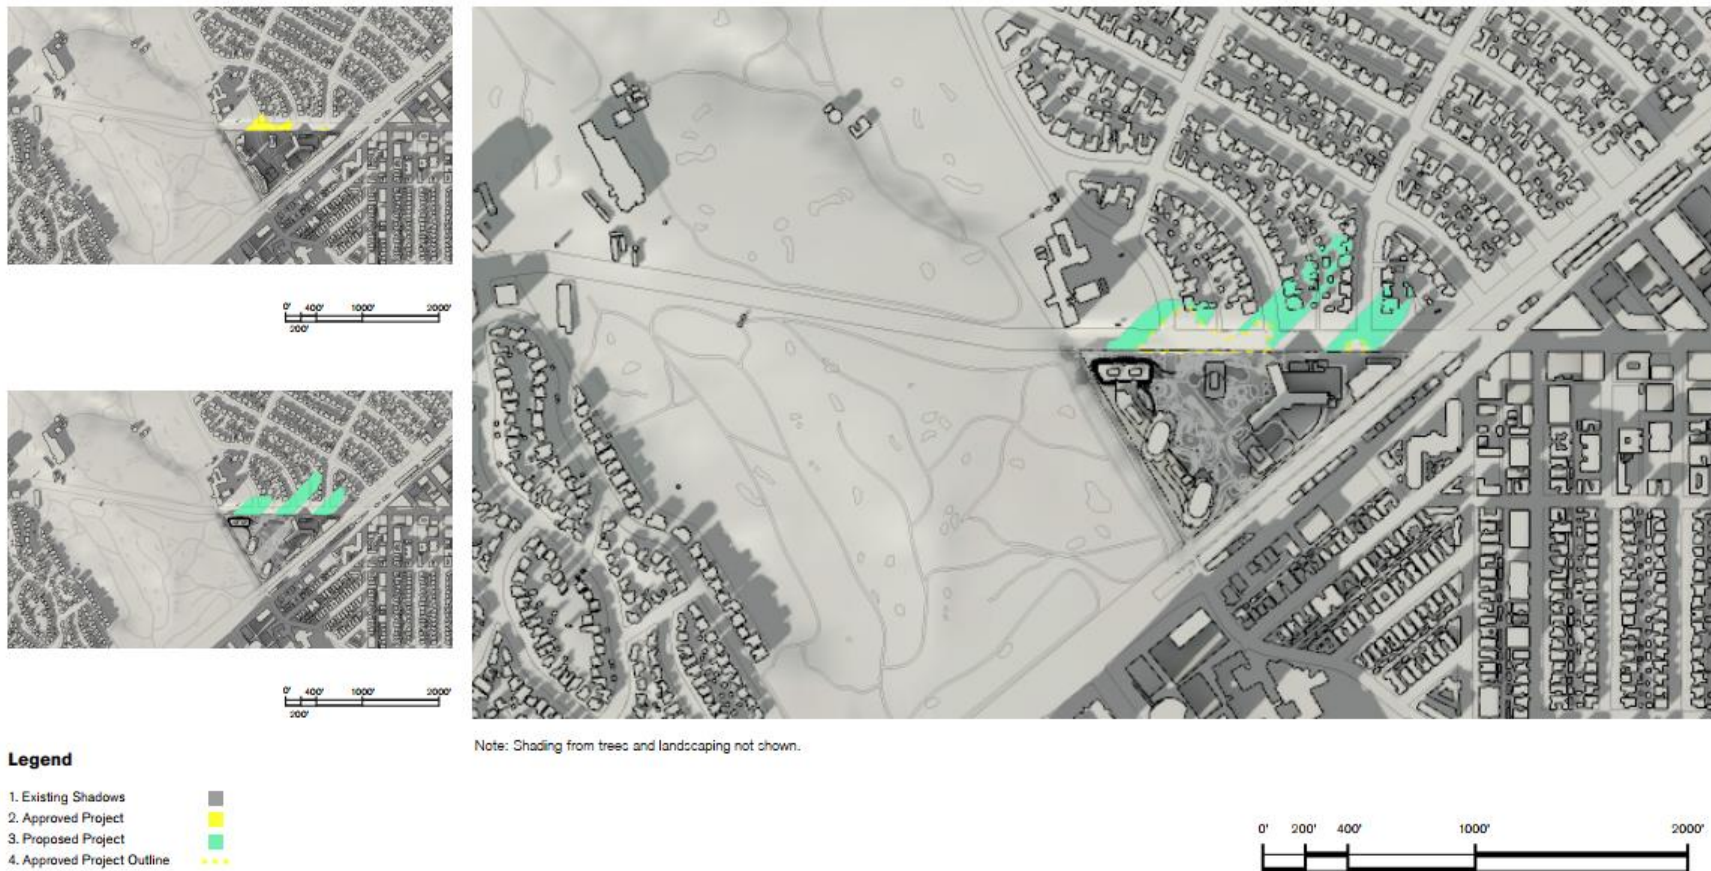 0' 400' 1000' 2000'
200'
0' 400' 1000' 2000'
200'
Note: Shading from trees and landscaping not shown.
Legend
1. Existing Shadows
2. Approved Project
3. Proposed Project
4. Approved Project Outline
0' 200' 400' 1000' 2000'